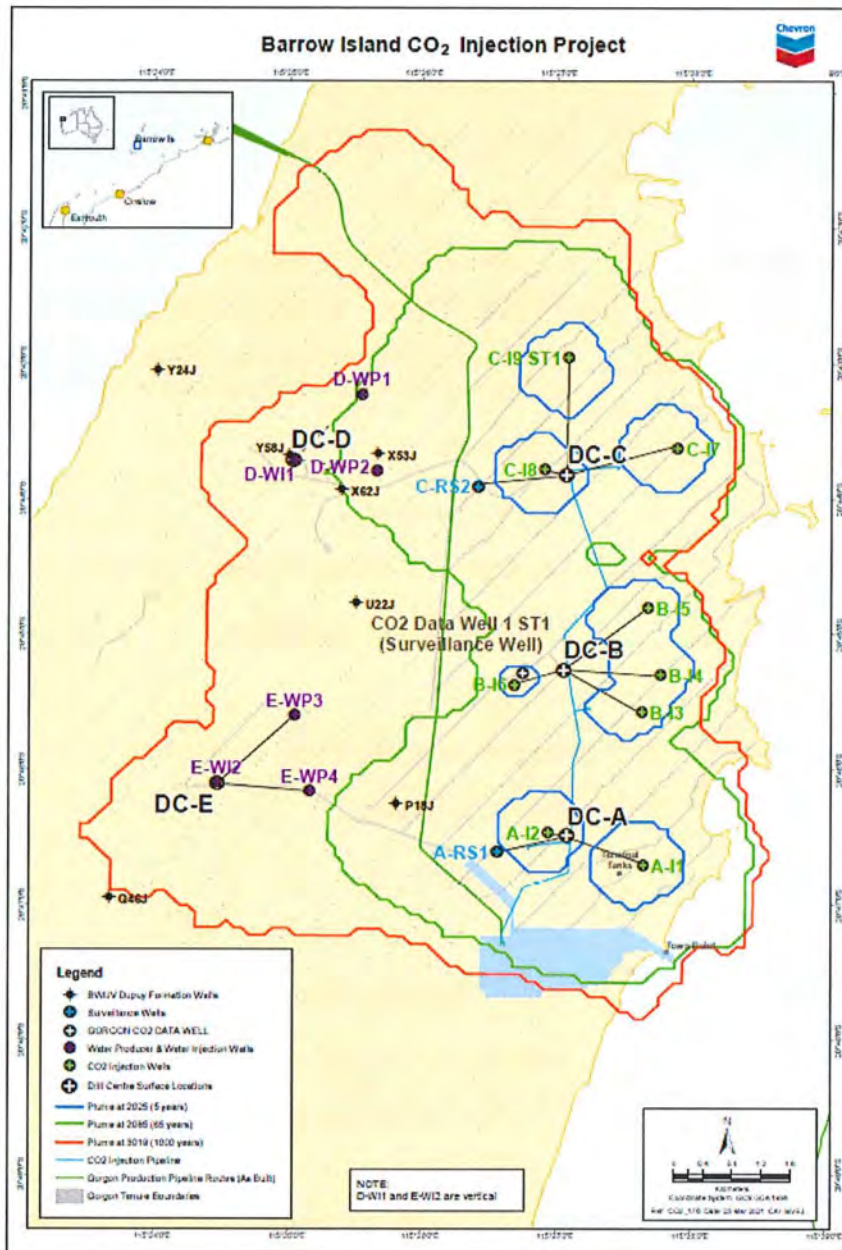 Barrow Island CO₂ Injection Project
Chevron
Barrow Is
Onslow
Exmouth
Y24J
D-WP1
C-I9 ST1
Y58J
DC-D
X53J
D-WI1
D-WP2
X62J
DC-C
C-I7
C-I8
C-RS2
U22J
CO2 Data Well 1 ST1
(Surveillance Well)
B-I5
DC-B
B-I6
B-I4
B-I3
E-WP3
E-WI2
E-WP4
DC-E
P18J
A-I2
DC-A
A-RS1
A-I1
Tanks
Q46J
Town Point
Legend
BWIJV Dupuy Formation Wells
Surveillance Wells
GORGON CO2 DATA WELL
Water Producer & Water Injection Wells
CO2 Injection Wells
Drill Centre Surface Locations
Plume at 2025 (5 years)
Plume at 2085 (65 years)
Plume at 3019 (1000 years)
CO2 Injection Pipeline
Gorgon Production Pipeline Routes (As Built)
Gorgon Tenure Boundaries
NOTE:
D-WI1 and E-WI2 are vertical
N
Kilometers